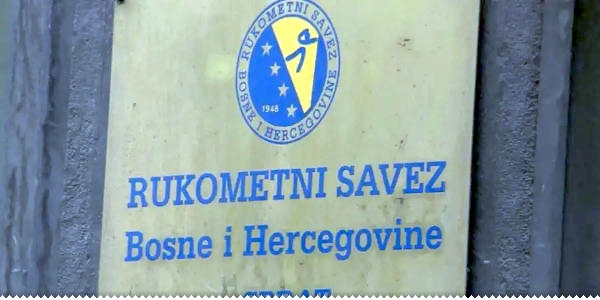 RUKOMETNI SAVEZ
BOSNE I HERCEGOVINE
1948
RUKOMETNI SAVEZ
Bosne i Hercegovine